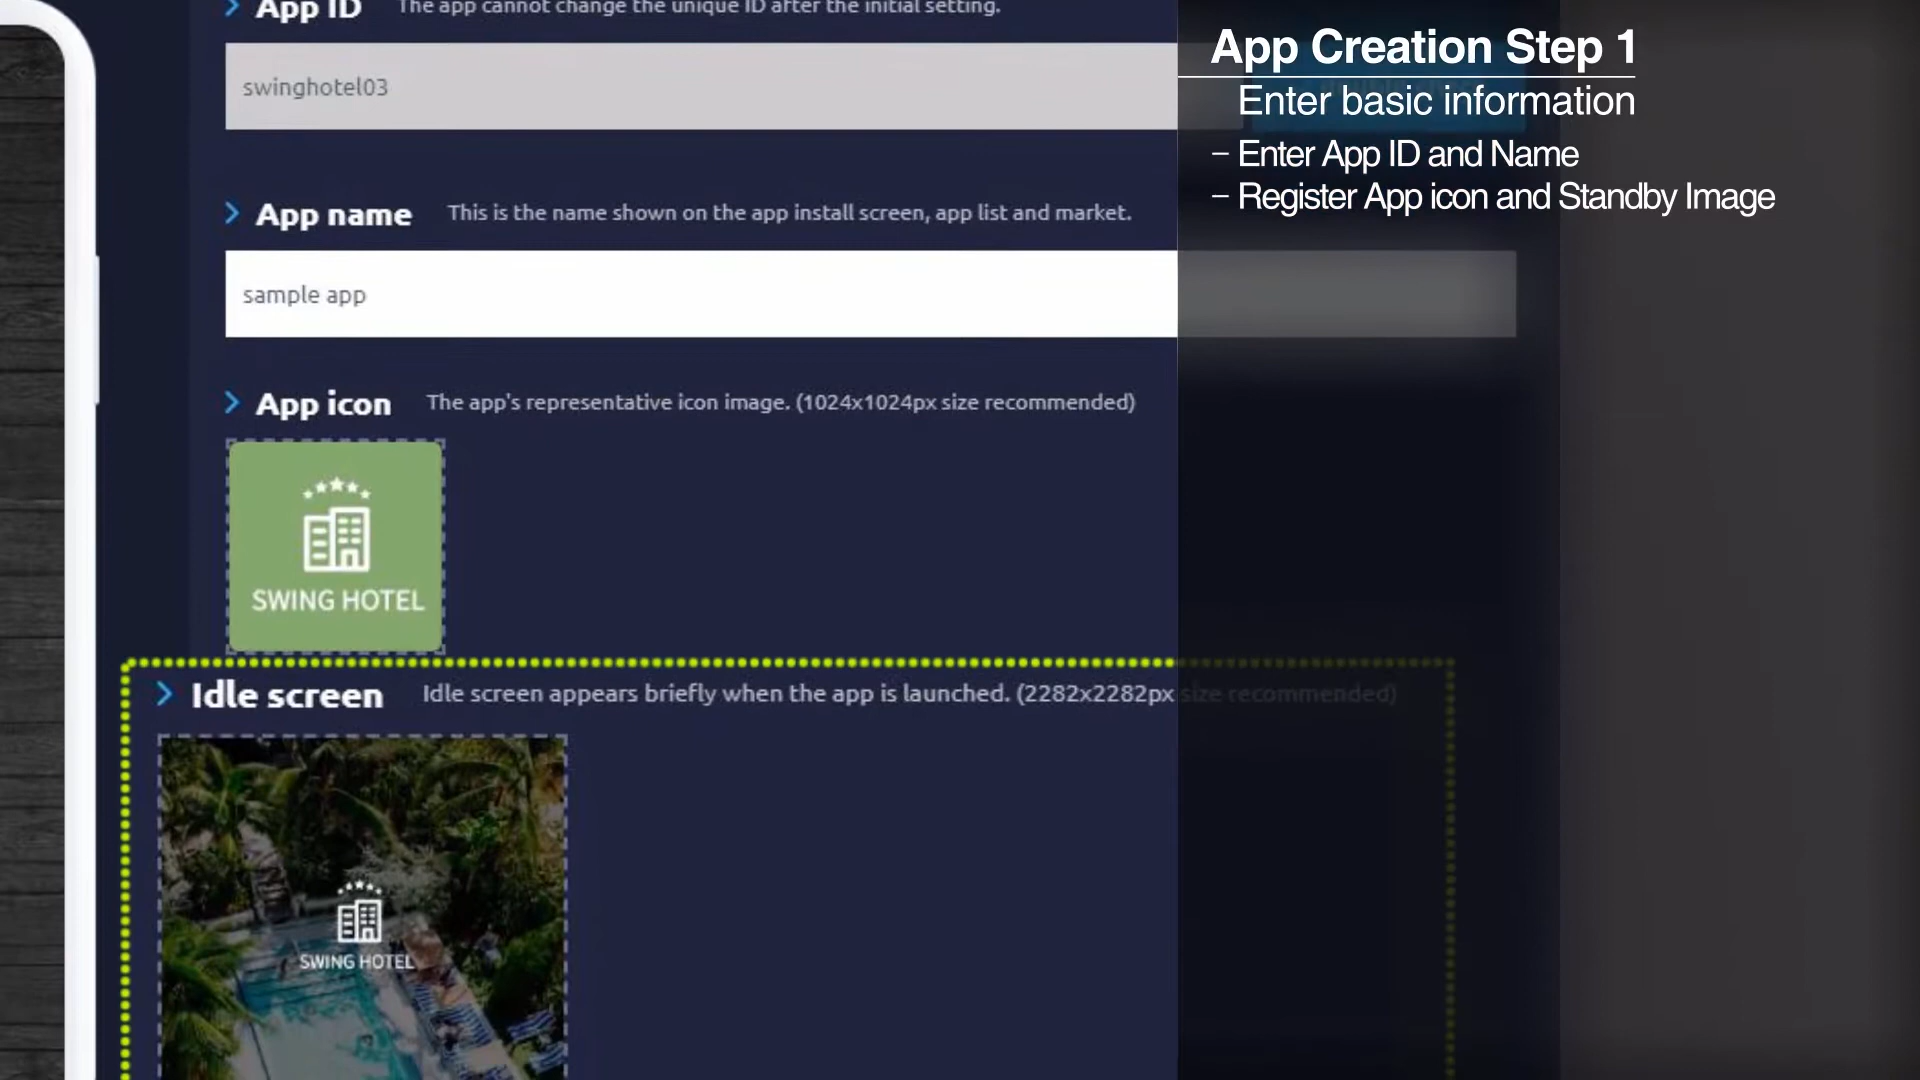 App ID The app cannot change the unique ID after the initial setting.
swinghotel03
App name This is the name shown on the app install screen, app list and market.
sample app
App icon The app's representative icon image. (1024x1024px size recommended)
SWING HOTEL
Idle screen Idle screen appears briefly when the app is launched. (2282x2282px size recommended)
SWING HOTEL
App Creation Step 1
Enter basic information
– Enter App ID and Name
– Register App icon and Standby Image